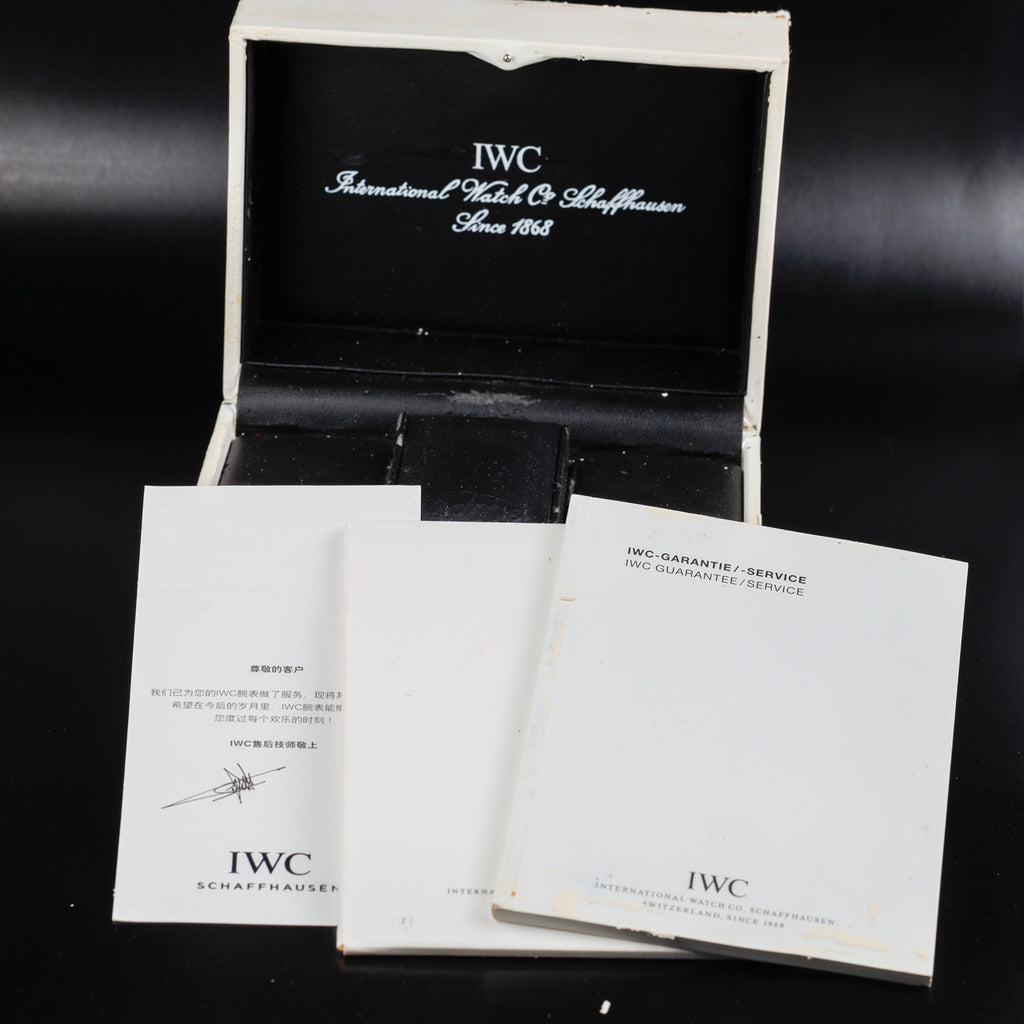 IWC
International Watch Co Schaffhausen
Since 1868
尊敬的客户
我们已为您的IWC腕表做了服务，现将
希望在今后的岁月里，IWC腕表能
您度过每个欢乐的时刻！
IWC售后技师敬上
IWC
SCHAFFHAUSEN
INTERNA
IWC-GARANTIE/-SERVICE
IWC GUARANTEE/SERVICE
IWC
INTERNATIONAL WATCH CO. SCHAFFHAUSEN
SWITZERLAND, SINCE 1868